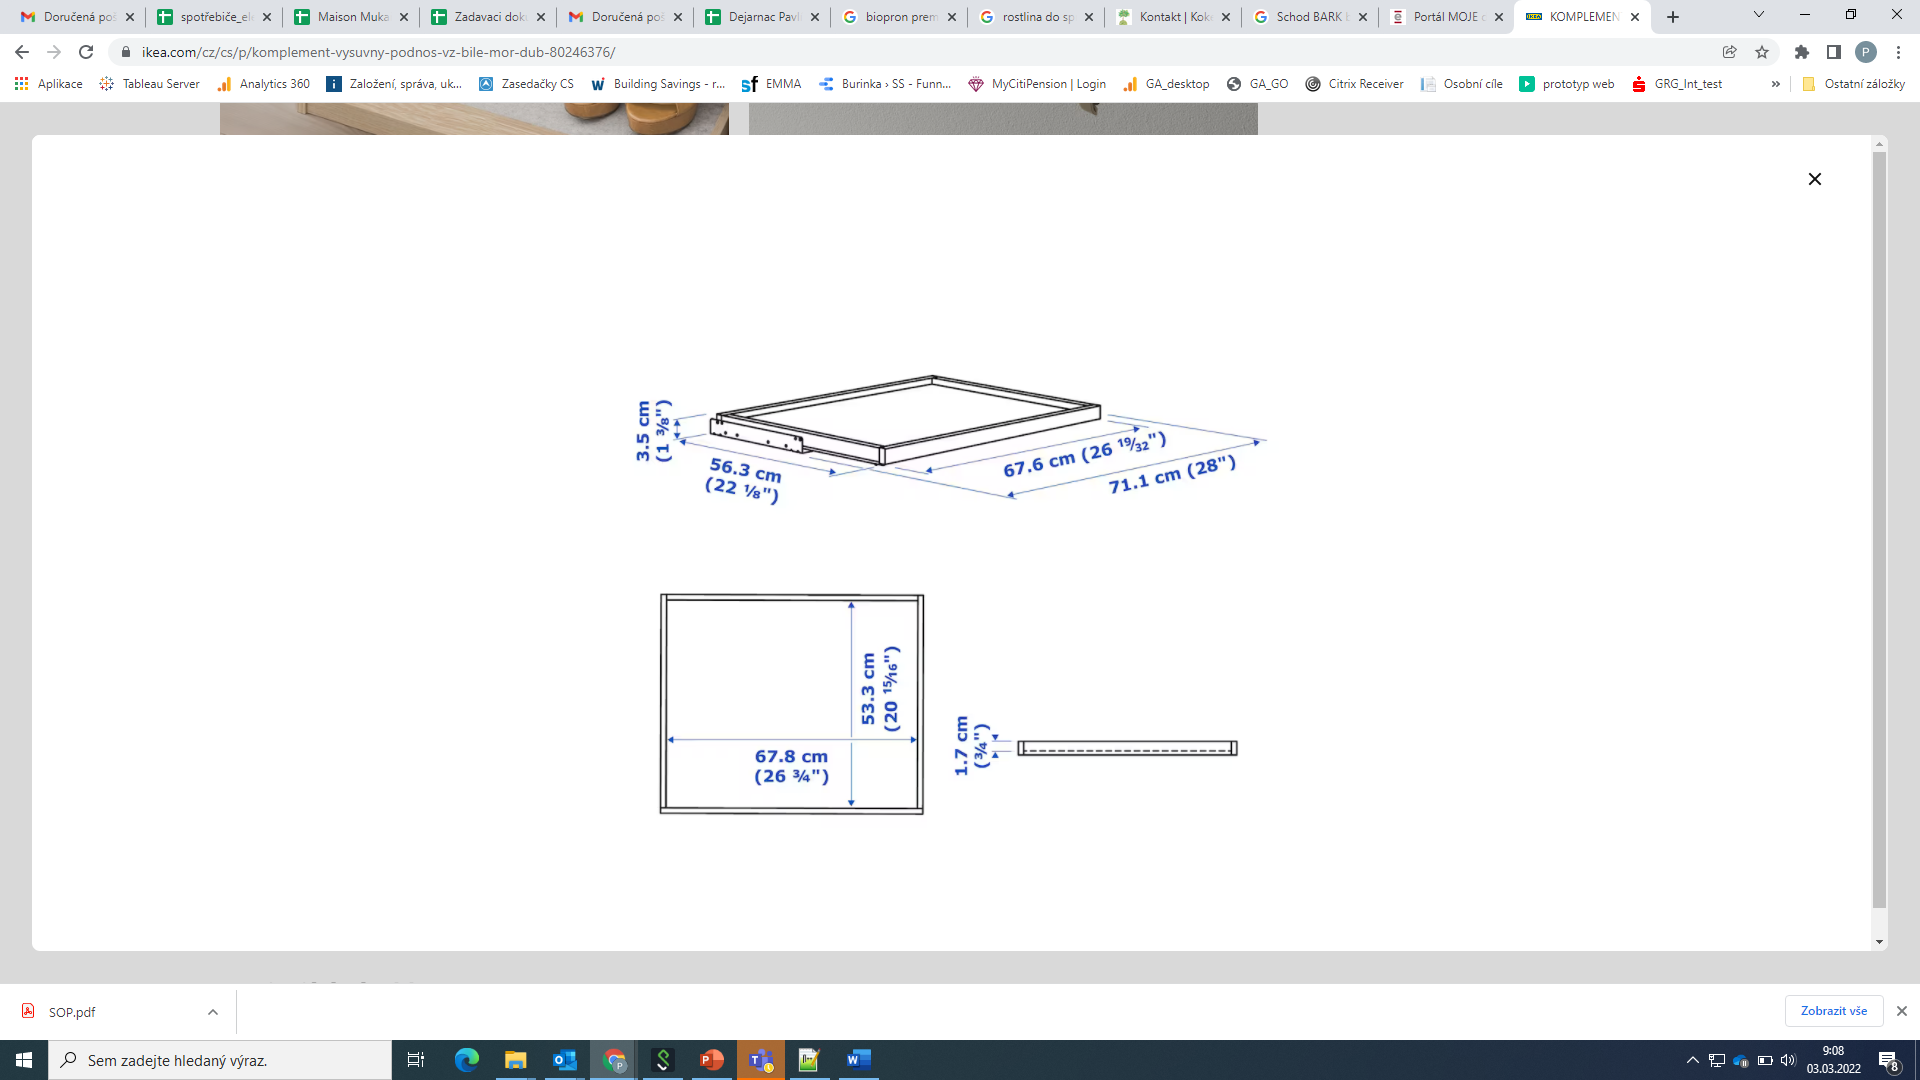 Doručená poš
spotřebiče_el
Maison Muka
Zadavaci dok
Doručená poš
Dejarnac Pavl
biopron prem
rostlina do sp
Kontakt | Kok
Schod BARK b
Portál MOJE
KOMPLEMEN
ikea.com/cz/cs/p/komplement-vysuvny-podnos-vz-bile-mor-dub-80246376/
P
Aplikace
Tableau Server
Analytics 360
Založení, správa, uk...
Zasedačky CS
Building Savings - r...
EMMA
Burinka › SS - Funn...
MyCitiPension | Login
GA_desktop
GA_GO
Citrix Receiver
Osobní cíle
prototyp web
GRG_Int_test
»
Ostatní záložky
3.5 cm
(1 ⅜")
56.3 cm
(22 ⅛")
67.6 cm (26 19/32")
71.1 cm (28")
53.3 cm
(20 15/16")
67.8 cm
(26 ¾")
1.7 cm
(¾")
SOP.pdf
Zobrazit vše
Sem zadejte hledaný výraz.
9:08
03.03.2022
8